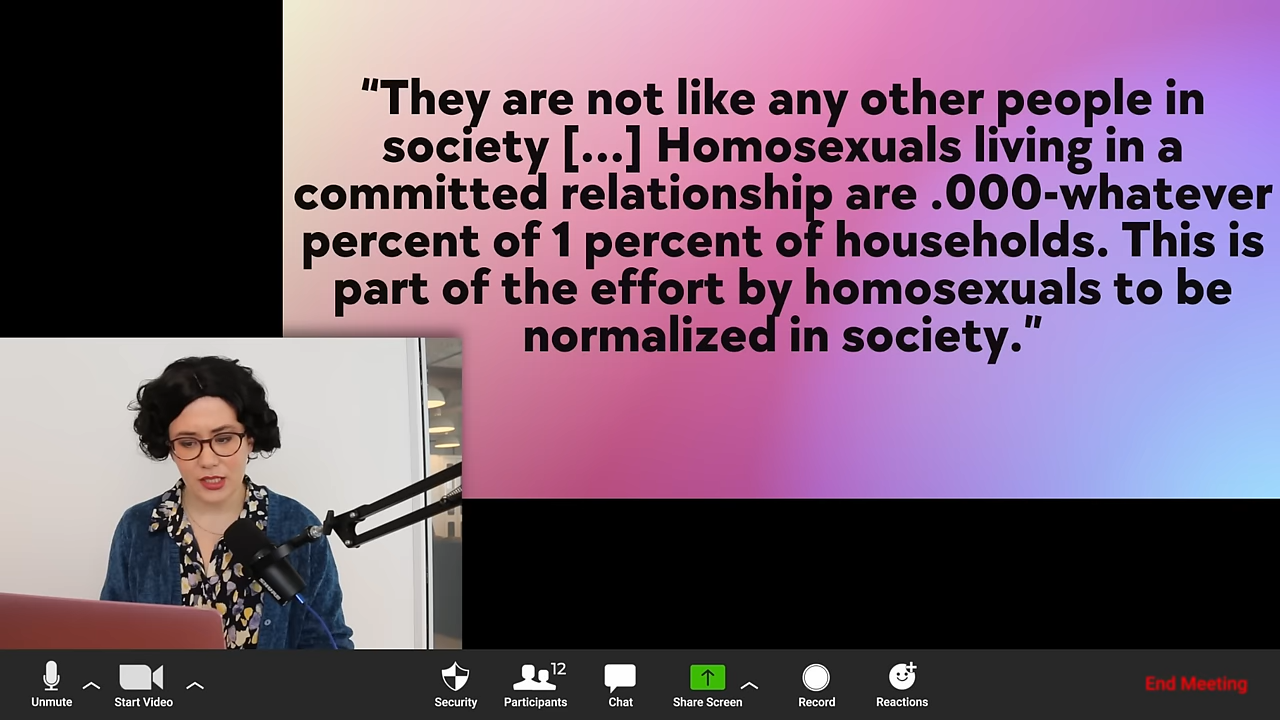 “They are not like any other people in
society [...] Homosexuals living in a
committed relationship are .000-whatever
percent of 1 percent of households. This is
part of the effort by homosexuals to be
normalized in society.”
12
Unmute
Start Video
Security
Participants
Chat
Share Screen
Record
Reactions
End Meeting